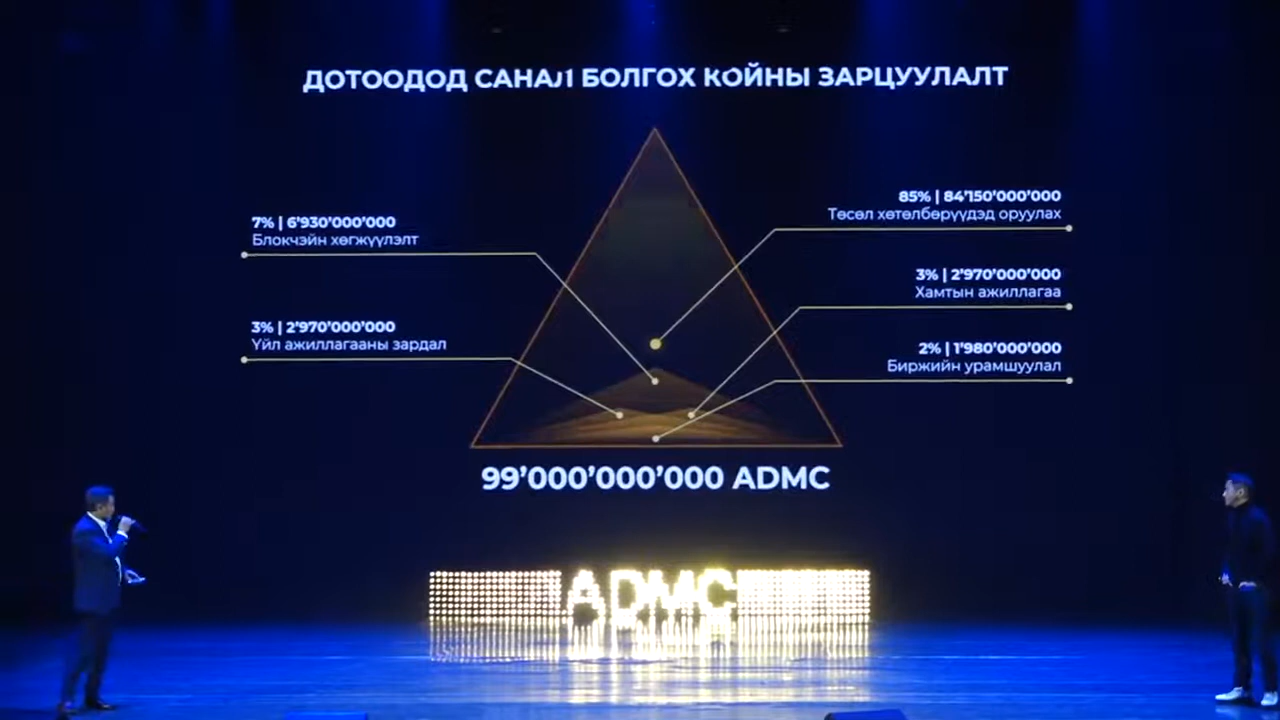 ДОТООДОД САНАЛ БОЛГОХ КОЙНЫ ЗАРЦУУЛАЛТ
7% | 6’930’000’000
Блокчэйн хөгжүүлэлт
3% | 2’970’000’000
Үйл ажиллагааны зардал
85% | 84’150’000’000
Төсөл хөтөлбөрүүдэд оруулах
3% | 2’970’000’000
Хамтын ажиллагаа
2% | 1’980’000’000
Биржийн урамшуулал
99’000’000’000 ADMC
ADMC